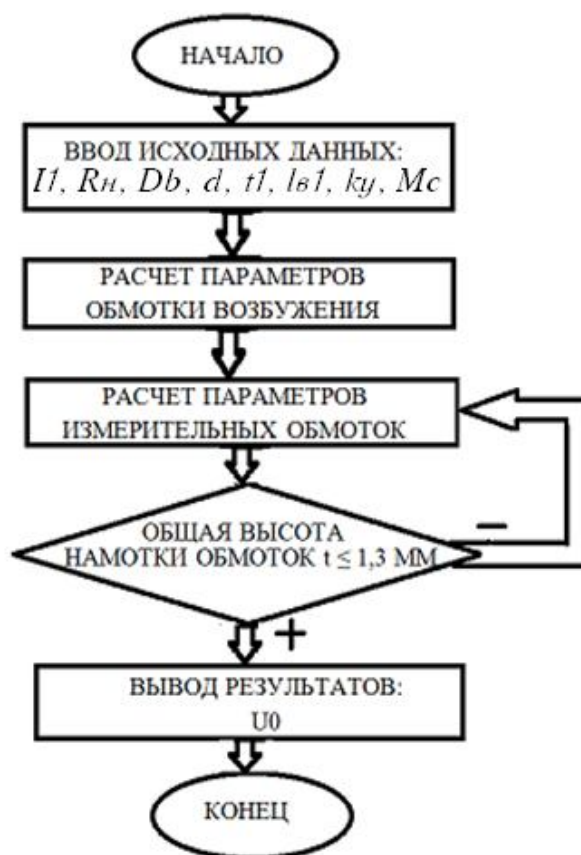 НАЧАЛО
ВВОД ИСХОДНЫХ ДАННЫХ:
I1, Rн, Db, d, t1, lв1, ky, Mc
РАСЧЕТ ПАРАМЕТРОВ
ОБМОТКИ ВОЗБУЖЕНИЯ
РАСЧЕТ ПАРАМЕТРОВ
ИЗМЕРИТЕЛЬНЫХ ОБМОТОК
ОБЩАЯ ВЫСОТА
НАМОТКИ ОБМОТОК t ≤ 1,3 ММ
−
+
ВЫВОД РЕЗУЛЬТАТОВ:
U0
КОНЕЦ